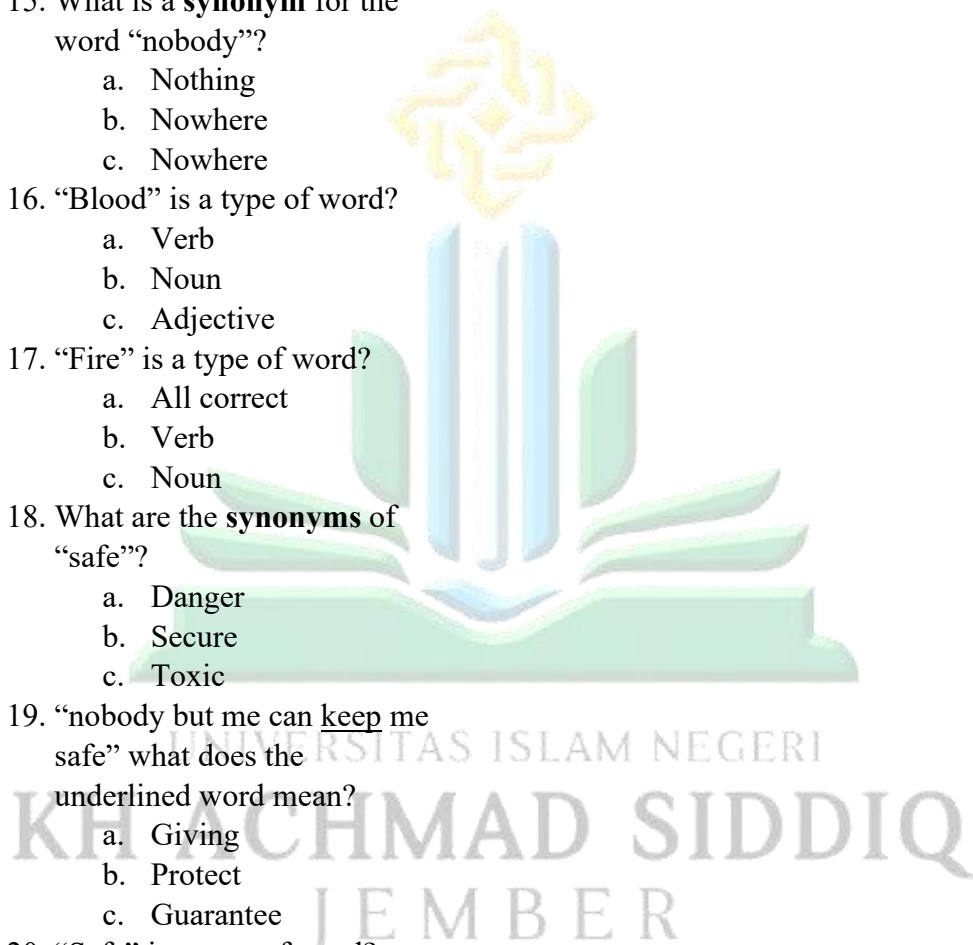 15. What is a synonym for the
word “nobody”?
a. Nothing
b. Nowhere
c. Nowhere
16. “Blood” is a type of word?
a. Verb
b. Noun
c. Adjective
17. “Fire” is a type of word?
a. All correct
b. Verb
c. Noun
18. What are the synonyms of
“safe”?
a. Danger
b. Secure
c. Toxic
19. “nobody but me can keep me
safe” what does the
underlined word mean?
a. Giving
b. Protect
c. Guarantee
UNIVERSITAS ISLAM NEGERI
KH ACHMAD SIDDIQ
JEMBER